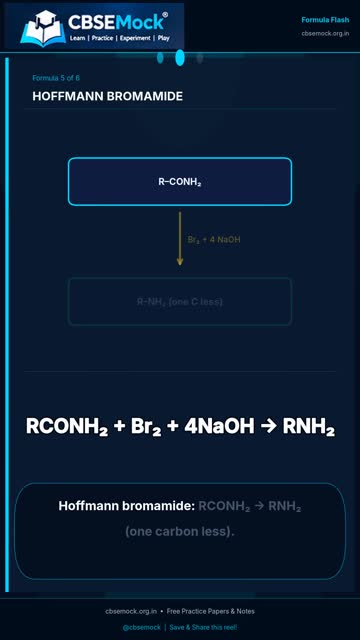 CBSEMock®
Learn | Practice | Experiment | Play
Formula Flash
cbsemock.org.in
Formula 5 of 6
HOFFMANN BROMAMIDE
R–CONH₂
Br₂ + 4 NaOH
R–NH₂ (one C less)
RCONH₂ + Br₂ + 4NaOH → RNH₂
Hoffmann bromamide: RCONH₂ → RNH₂
(one carbon less).
cbsemock.org.in • Free Practice Papers & Notes
@cbsemock | Save & Share this reel!